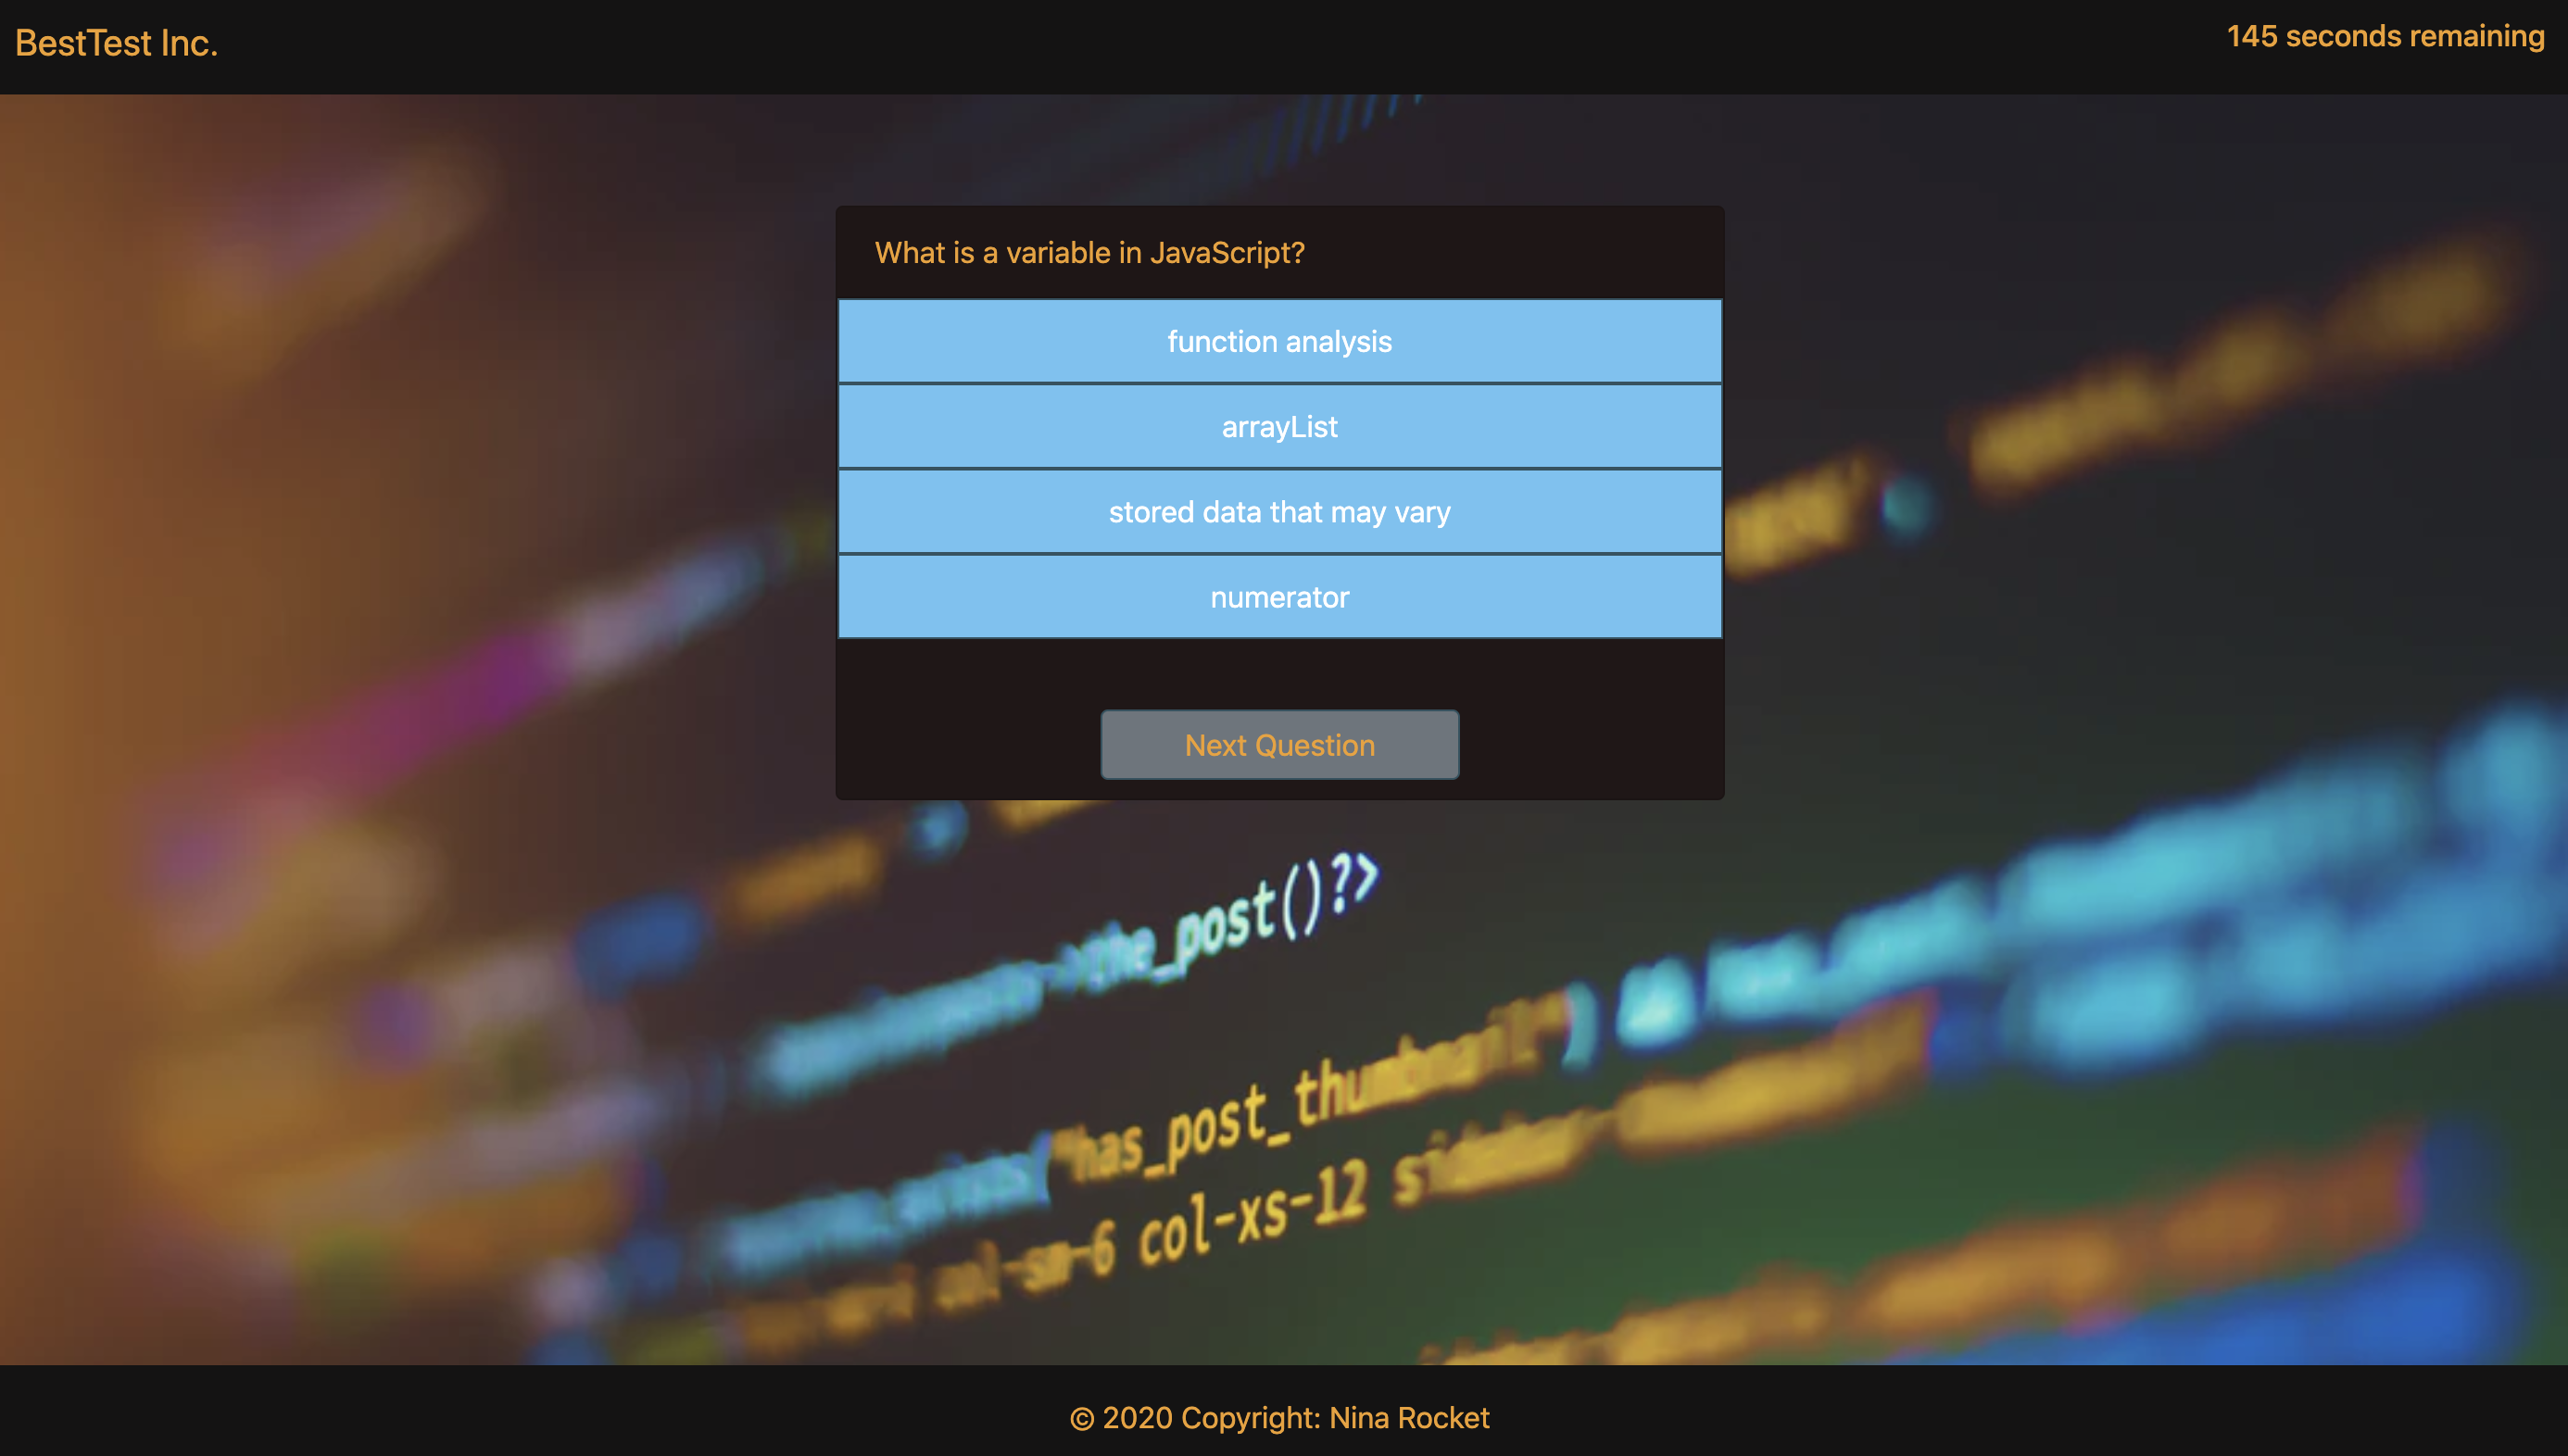 BestTest Inc.
145 seconds remaining
What is a variable in JavaScript?
function analysis
arrayList
stored data that may vary
numerator
Next Question
the_post()?>
"has_post_thumbnail")
col-sm-6 col-xs-12
© 2020 Copyright: Nina Rocket